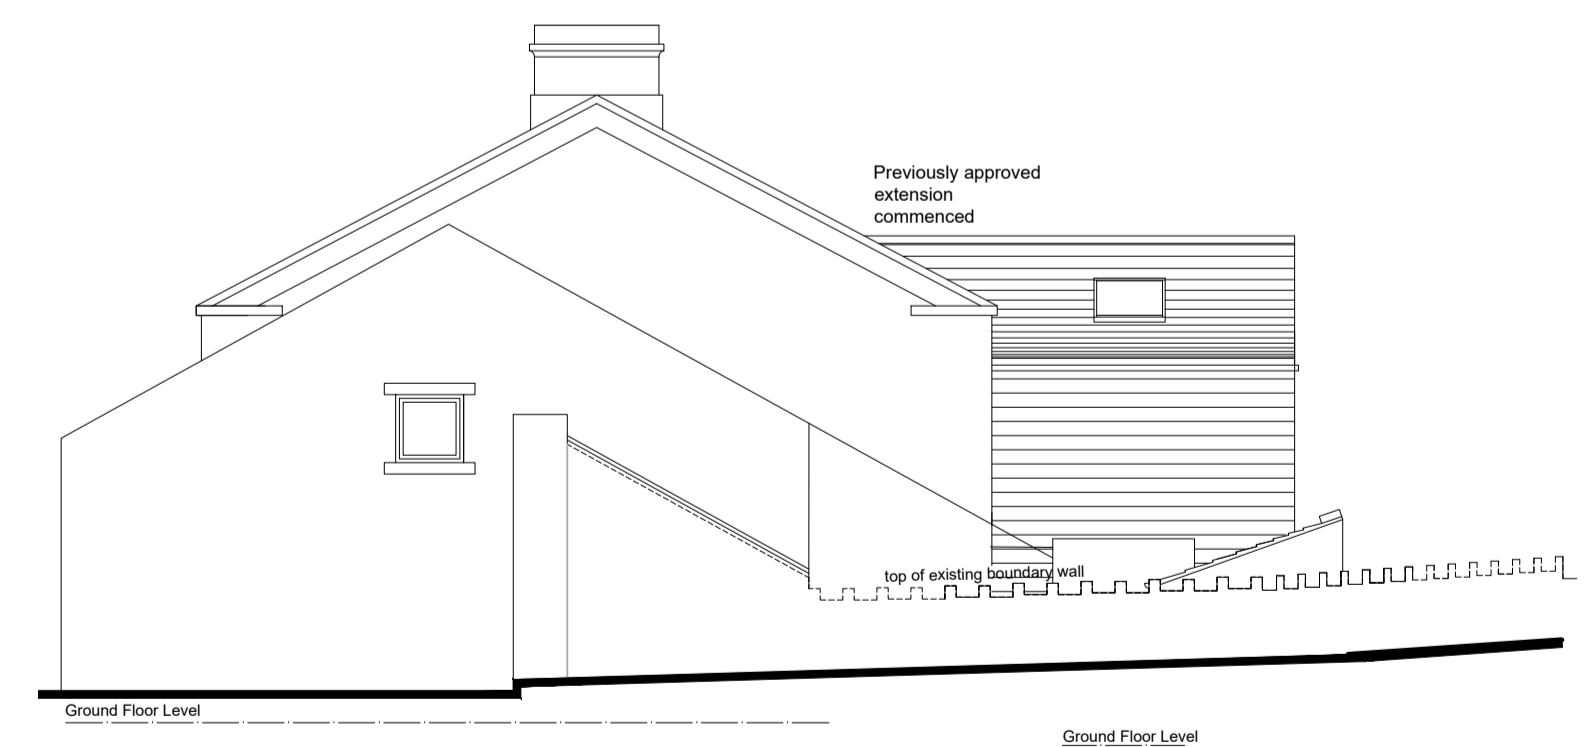 Previously approved
extension
commenced
top of existing boundary wall
Ground Floor Level
Ground Floor Level